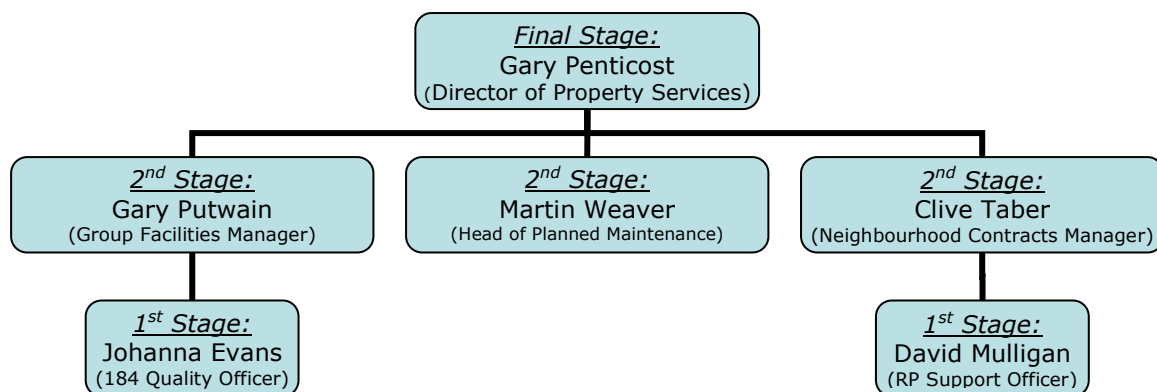 Final Stage:
Gary Penticost
(Director of Property Services)
2nd Stage:
Gary Putwain
(Group Facilities Manager)
2nd Stage:
Martin Weaver
(Head of Planned Maintenance)
2nd Stage:
Clive Taber
(Neighbourhood Contracts Manager)
1st Stage:
Johanna Evans
(184 Quality Officer)
1st Stage:
David Mulligan
(RP Support Officer)